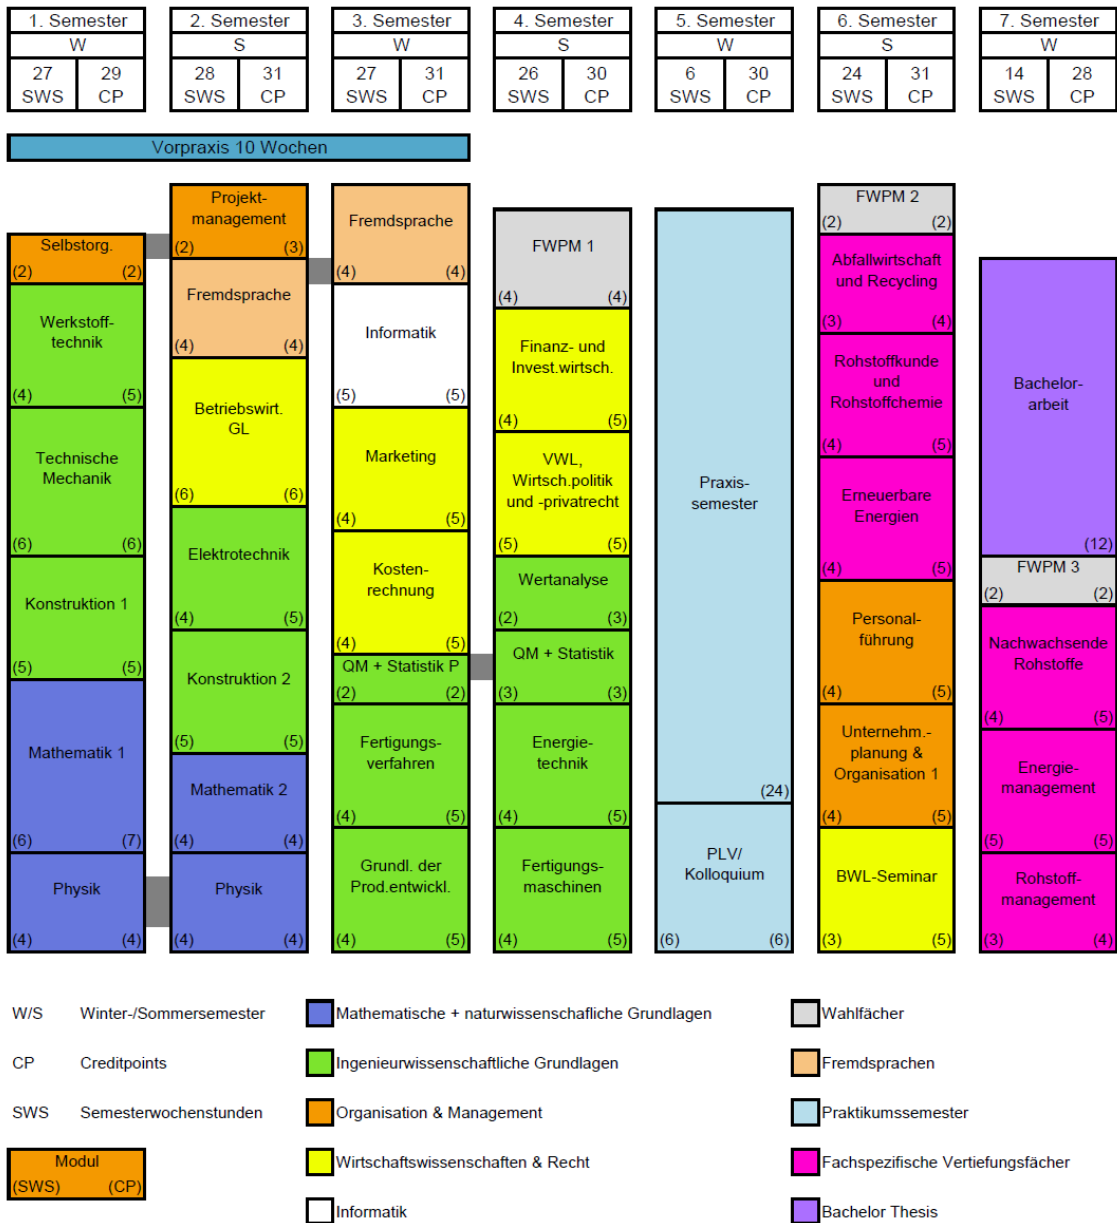 1. Semester
W
27 29
SWS CP
2. Semester
S
28 31
SWS CP
3. Semester
W
27 31
SWS CP
4. Semester
S
26 30
SWS CP
5. Semester
W
6 30
SWS CP
6. Semester
S
24 31
SWS CP
7. Semester
W
14 28
SWS CP
Vorpraxis 10 Wochen
Selbstorg.
(2) (2)
Werkstoff-
technik
(4) (5)
Technische
Mechanik
(6) (6)
Konstruktion 1
(5) (5)
Mathematik 1
(6) (7)
Physik
(4) (4)
Projekt-
management
(2) (3)
Fremdsprache
(4) (4)
Betriebswirt.
GL
(6) (6)
Elektrotechnik
(4) (5)
Konstruktion 2
(5) (5)
Mathematik 2
(4) (4)
Physik
(4) (4)
Fremdsprache
(4) (4)
Informatik
(5) (5)
Marketing
(4) (5)
Kosten-
rechnung
(4) (5)
QM + Statistik P
(2) (2)
Fertigungs-
verfahren
(4) (5)
Grundl. der
Prod.entwickl.
(4) (5)
FWPM 1
(4) (4)
Finanz- und
Invest.wirtsch.
(4) (5)
VWL,
Wirtsch.politik
und -privatrecht
(5) (5)
Wertanalyse
(2) (3)
QM + Statistik
(3) (3)
Energie-
technik
(4) (5)
Fertigungs-
maschinen
(4) (5)
Praxis-
semester
(24)
PLV/
Kolloquium
(6) (6)
FWPM 2
(2) (2)
Abfallwirtschaft
und Recycling
(3) (4)
Rohstoffkunde
und
Rohstoffchemie
(4) (5)
Erneuerbare
Energien
(4) (5)
Personal-
führung
(4) (5)
Unternehm.-
planung &
Organisation 1
(4) (5)
BWL-Seminar
(3) (5)
Bachelor-
arbeit
(12)
FWPM 3
(2) (2)
Nachwachsende
Rohstoffe
(4) (5)
Energie-
management
(5) (5)
Rohstoff-
management
(3) (4)
W/S Winter-/Sommersemester
CP Creditpoints
SWS Semesterwochenstunden
Modul
(SWS) (CP)
Mathematische + naturwissenschafliche Grundlagen
Ingenieurwissenschaftliche Grundlagen
Organisation & Management
Wirtschaftswissenschaften & Recht
Informatik
Wahlfächer
Fremdsprachen
Praktikumssemester
Fachspezifische Vertiefungsfächer
Bachelor Thesis